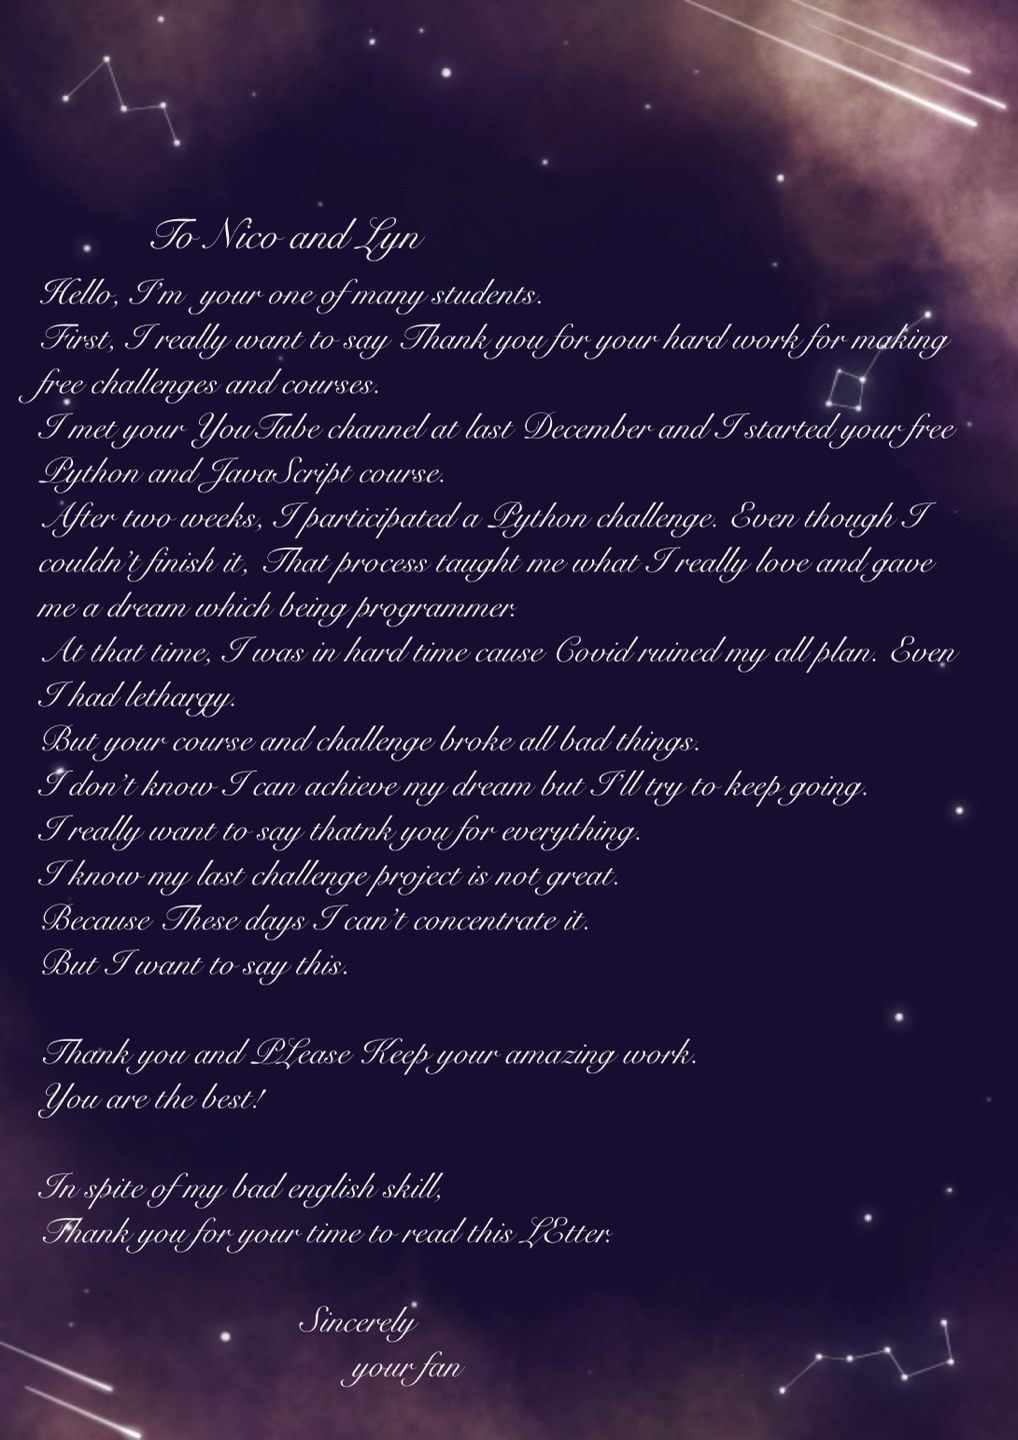 To Nico and Lyn
Hello, I'm your one of many students.
First, I really want to say Thank you for your hard work for making
free challenges and courses.
I met your YouTube channel at last December and I started your free
Python and JavaScript course.
After two weeks, I participated a Python challenge. Even though I
couldn't finish it, That process taught me what I really love and gave
me a dream which being programmer.
At that time, I was in hard time cause Covid ruined my all plan. Even
I had lethargy.
But your course and challenge broke all bad things.
I don't know I can achieve my dream but I'll try to keep going.
I really want to say thatnk you for everything.
I know my last challenge project is not great.
Because These days I can't concentrate it.
But I want to say this.
Thank you and PLease Keep your amazing work.
You are the best!
In spite of my bad english skill,
Thank you for your time to read this LEtter.
Sincerely
your fan